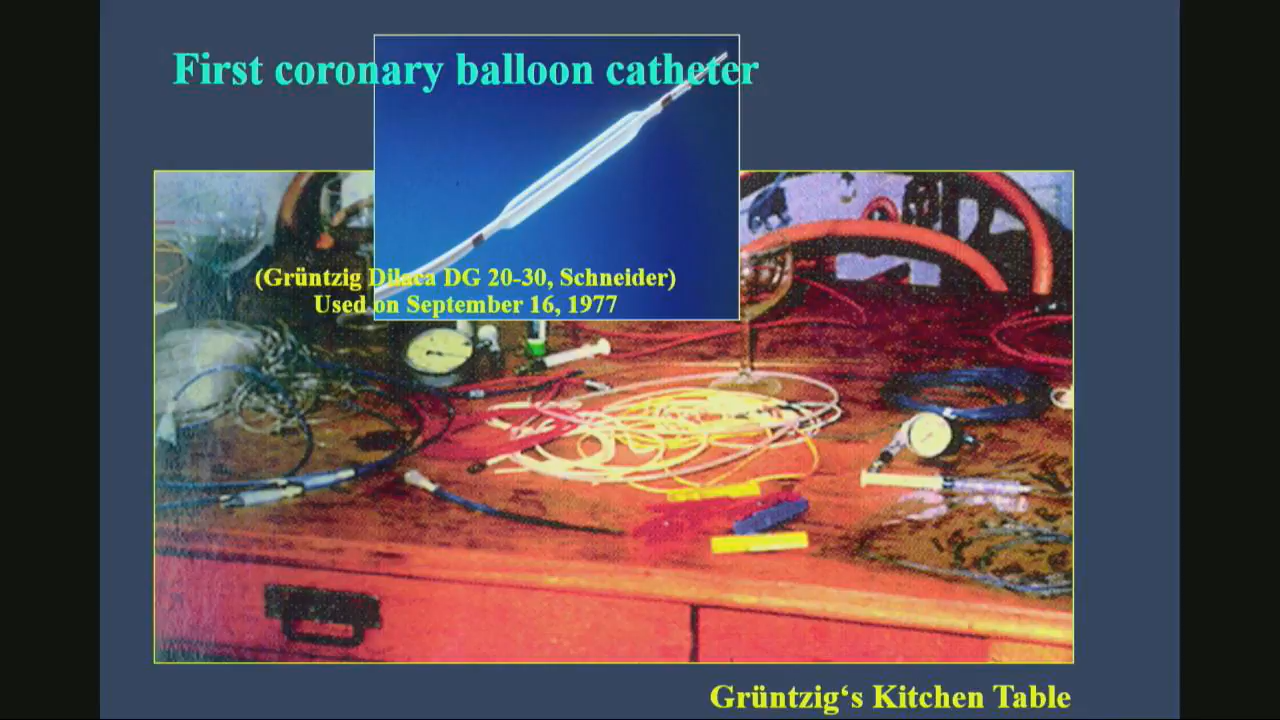 First coronary balloon catheter
(Grüntzig Dilaca DG 20-30, Schneider)
Used on September 16, 1977
Grüntzig‘s Kitchen Table